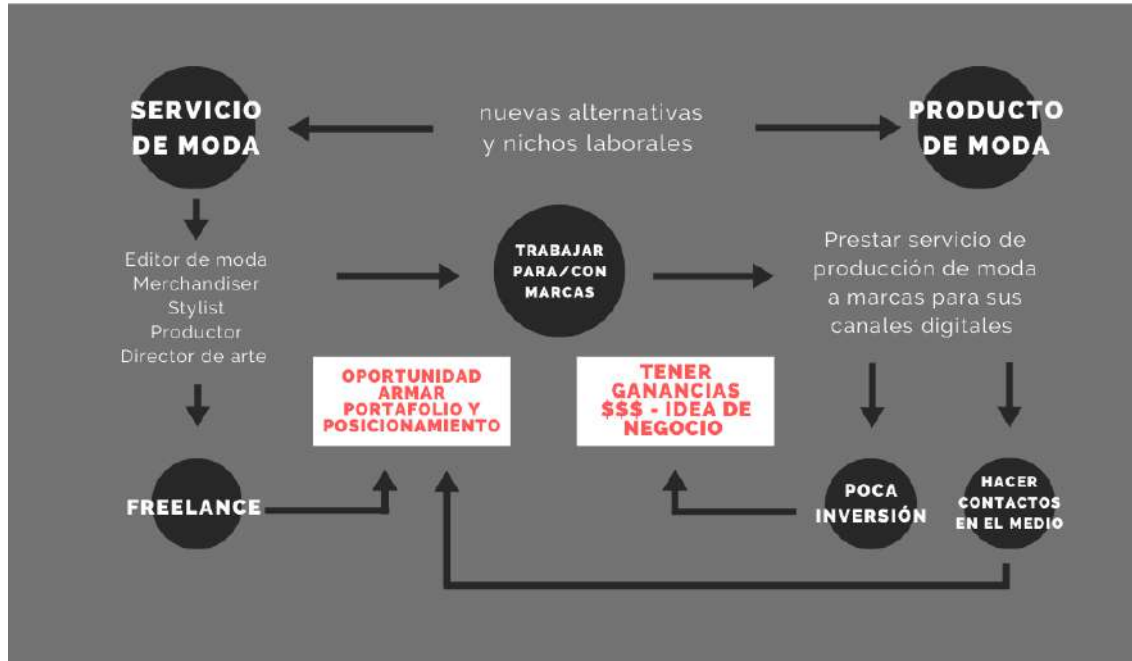 SERVICIO
DE MODA
nuevas alternativas
y nichos laborales
PRODUCTO
DE MODA
Editor de moda
Merchandiser
Stylist
Productor
Director de arte
TRABAJAR
PARA/CON
MARCAS
Prestar servicio de
producción de moda
a marcas para sus
canales digitales
OPORTUNIDAD
ARMAR
PORTAFOLIO Y
POSICIONAMIENTO
TENER
GANANCIAS
$$$ - IDEA DE
NEGOCIO
FREELANCE
POCA
INVERSIÓN
HACER
CONTACTOS
EN EL MEDIO